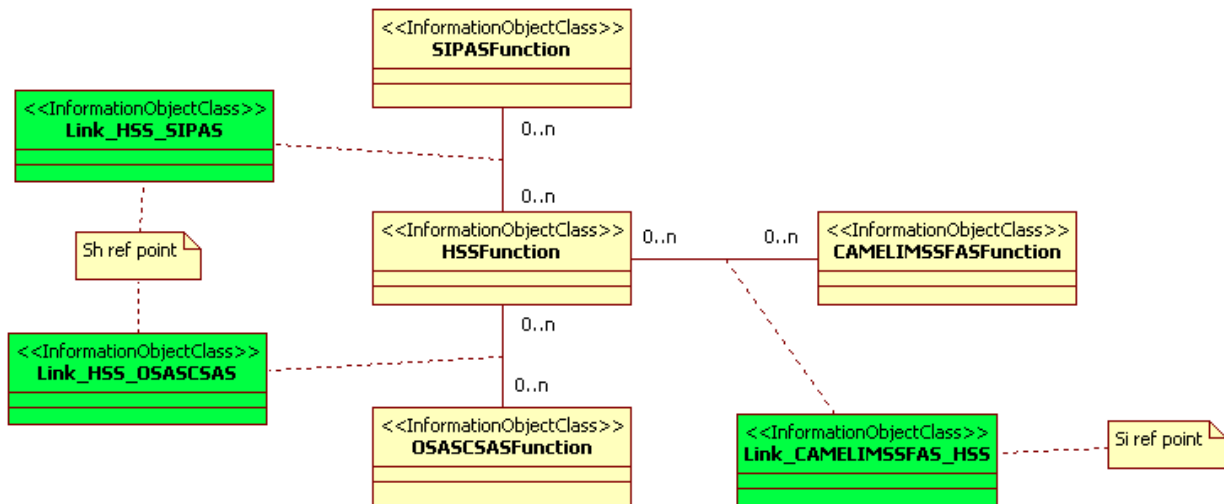 <<InformationObjectClass>>
SIPASFunction
<<InformationObjectClass>>
Link_HSS_SIPAS
0..n
0..n
Sh ref point
<<InformationObjectClass>>
HSSFunction
0..n
0..n
<<InformationObjectClass>>
CAMELIMSSFASFunction
0..n
<<InformationObjectClass>>
Link_HSS_OSASCSAS
0..n
<<InformationObjectClass>>
OSASCSASFunction
<<InformationObjectClass>>
Link_CAMELIMSSFAS_HSS
Si ref point